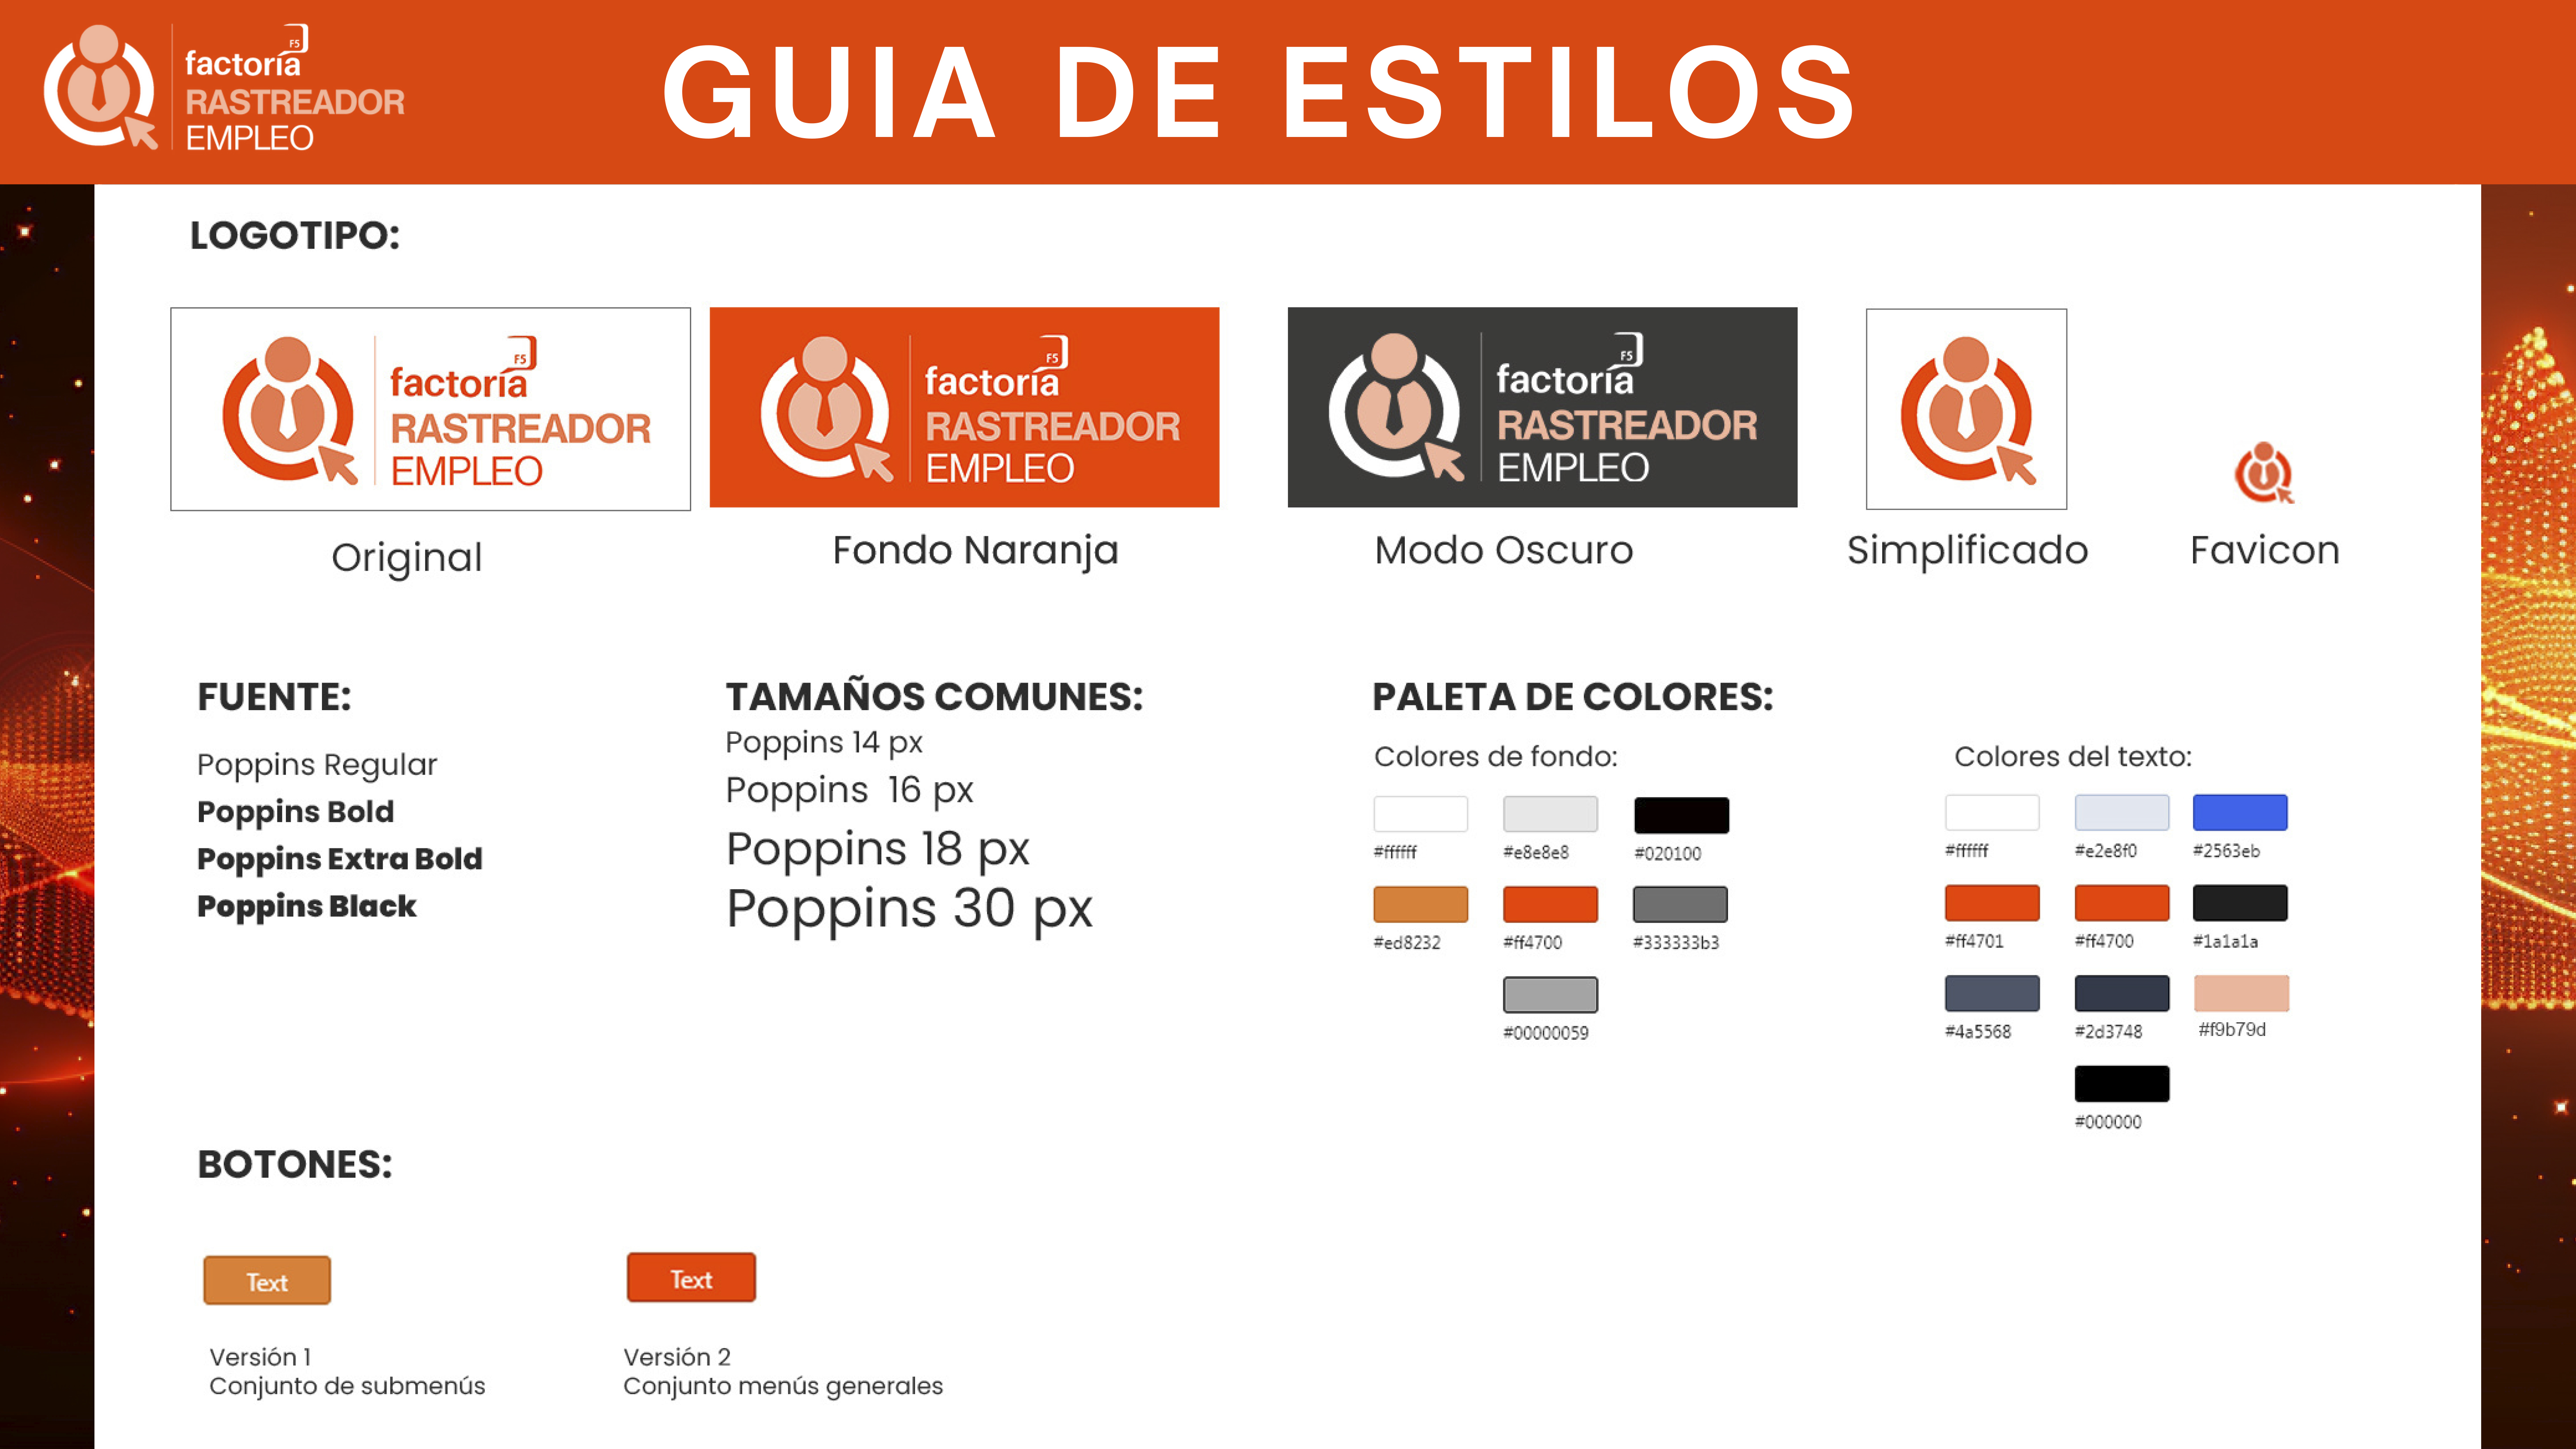 factoría F5
RASTREADOR
EMPLEO
GUIA DE ESTILOS
LOGOTIPO:
factoría F5
RASTREADOR
EMPLEO
Original
factoría F5
RASTREADOR
EMPLEO
Fondo Naranja
factoría F5
RASTREADOR
EMPLEO
Modo Oscuro
Simplificado
Favicon
FUENTE:
Poppins Regular
Poppins Bold
Poppins Extra Bold
Poppins Black
TAMAÑOS COMUNES:
Poppins 14 px
Poppins 16 px
Poppins 18 px
Poppins 30 px
PALETA DE COLORES:
Colores de fondo:
#ffffff #e8e8e8 #020100
#ed8232 #ff4700 #333333b3
#00000059
Colores del texto:
#ffffff #e2e8f0 #2563eb
#ff4701 #ff4700 #1a1a1a
#4a5568 #2d3748 #f9b79d
#000000
BOTONES:
Text
Versión 1
Conjunto de submenús
Text
Versión 2
Conjunto menús generales